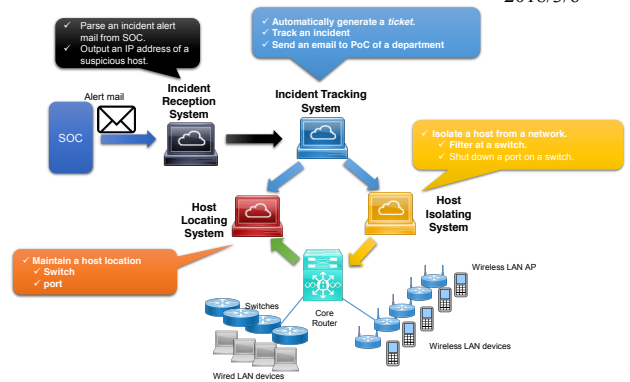 ✓ Parse an incident alert
mail from SOC.
✓ Output an IP address of a
suspicious host.
✓ Automatically generate a ticket.
✓ Track an incident
✓ Send an email to PoC of a department
Alert mail
SOC
Incident
Reception
System
Incident Tracking
System
✓ Isolate a host from a network.
✓ Filter at a switch.
✓ Shut down a port on a switch.
Host
Locating
System
Host
Isolating
System
✓ Maintain a host location
✓ Switch
✓ port
Wireless LAN AP
Switches
Core
Router
Wireless LAN devices
Wired LAN devices